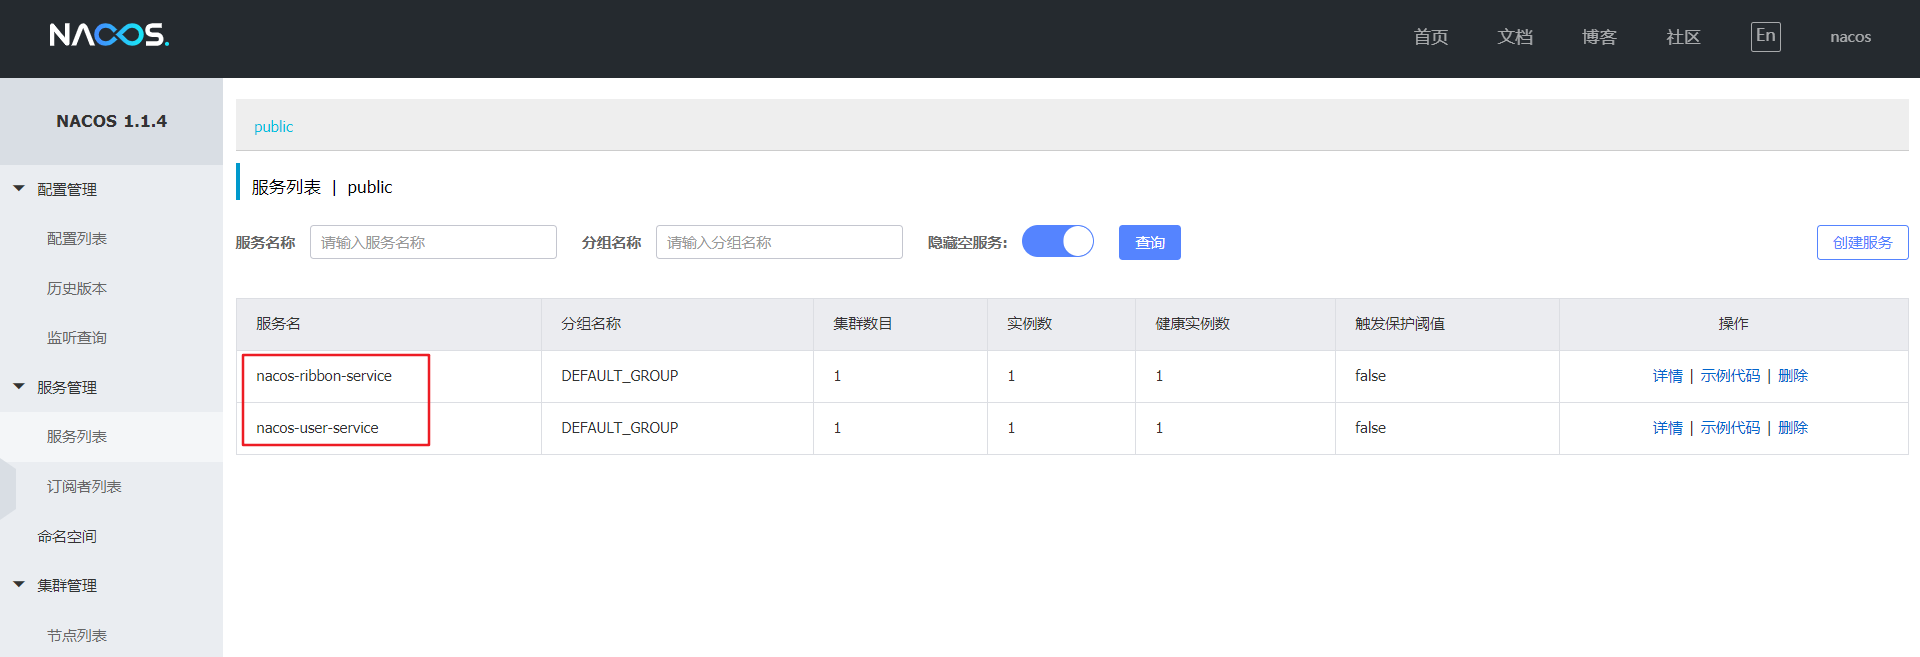 NACOS.
首页 文档 博客 社区 En nacos
NACOS 1.1.4
配置管理
配置列表
历史版本
监听查询
服务管理
服务列表
订阅者列表
命名空间
集群管理
节点列表
public
服务列表 | public
服务名称 请输入服务名称 分组名称 请输入分组名称 隐藏空服务: 查询 创建服务
服务名 分组名称 集群数目 实例数 健康实例数 触发保护阈值 操作
nacos-ribbon-service DEFAULT_GROUP 1 1 1 false 详情 | 示例代码 | 删除
nacos-user-service DEFAULT_GROUP 1 1 1 false 详情 | 示例代码 | 删除